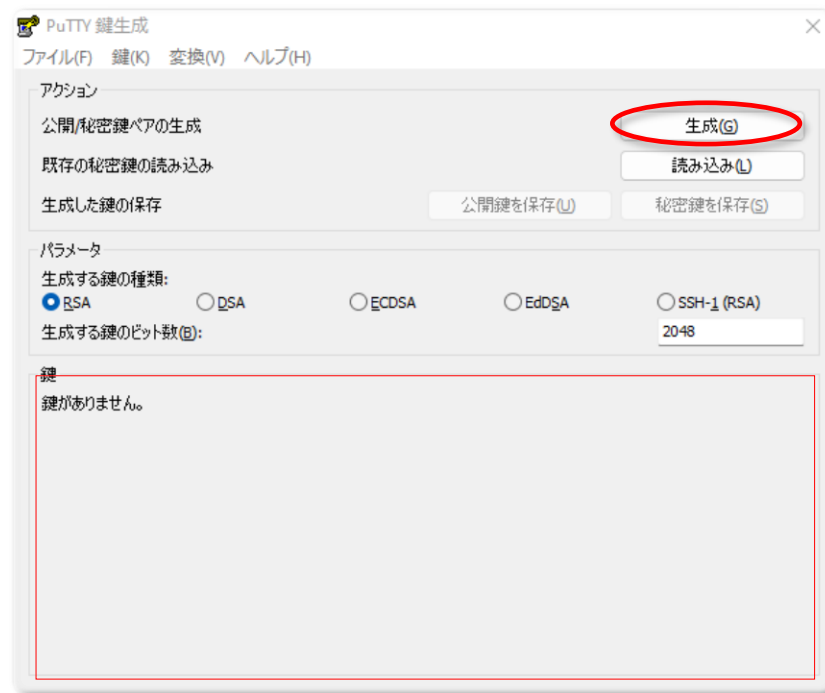 PuTTY 鍵生成
ファイル(F) 鍵(K) 変換(V) ヘルプ(H)
アクション
公開/秘密鍵ペアの生成 生成(G)
既存の秘密鍵の読み込み 読み込み(L)
生成した鍵の保存 公開鍵を保存(U) 秘密鍵を保存(S)
パラメータ
生成する鍵の種類:
RSA DSA ECDSA EdDSA SSH-1 (RSA)
生成する鍵のビット数(B): 2048
鍵
鍵がありません。